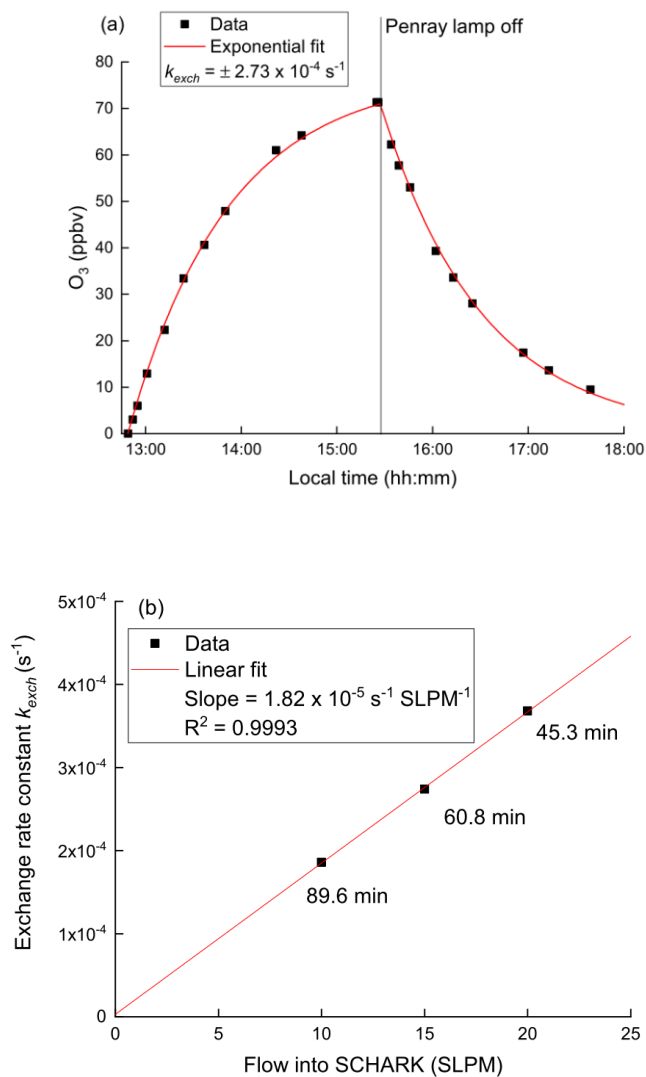 (a)
Data
Exponential fit
k_exch = ± 2.73 x 10⁻⁴ s⁻¹
Penray lamp off
80
70
60
50
40
30
20
10
0
O₃ (ppbv)
13:00 14:00 15:00 16:00 17:00 18:00
Local time (hh:mm)
(b)
Data
Linear fit
Slope = 1.82 x 10⁻⁵ s⁻¹ SLPM⁻¹
R² = 0.9993
5x10⁻⁴
4x10⁻⁴
3x10⁻⁴
2x10⁻⁴
1x10⁻⁴
0
Exchange rate constant k_exch (s⁻¹)
45.3 min
60.8 min
89.6 min
0 5 10 15 20 25
Flow into SCHARK (SLPM)